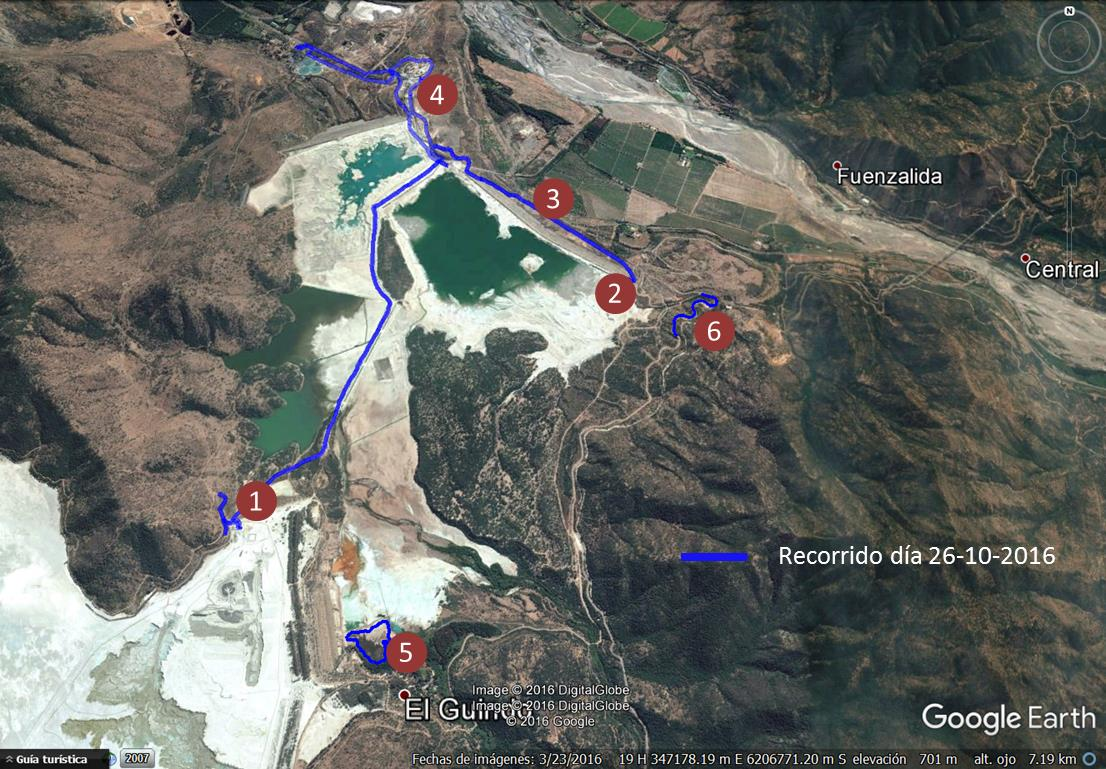 N
4
Fuenzalida
3
Central
2
6
1
Recorrido día 26-10-2016
5
Image © 2016 DigitalGlobe
El Guindo
Image © 2016 DigitalGlobe
© 2016 Google
Google Earth
Guía turística
2007
Fechas de imágenes: 3/23/2016 19 H 347178.19 m E 6206771.20 m S elevación 701 m alt. ojo 7.19 km